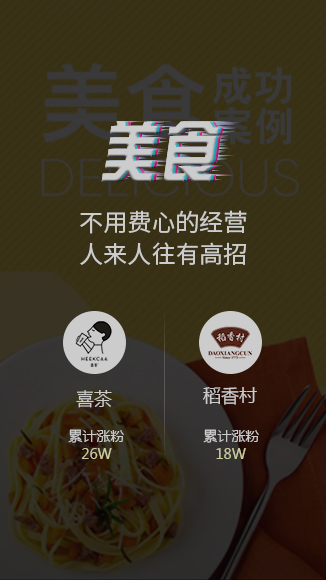 美食 成功
案例
DELICIOUS
美食
不用费心的经营
人来人往有高招
HEEKCAA
喜茶
稻香村
DAOXIANGCUN
喜茶
稻香村
累计涨粉
26W
累计涨粉
18W